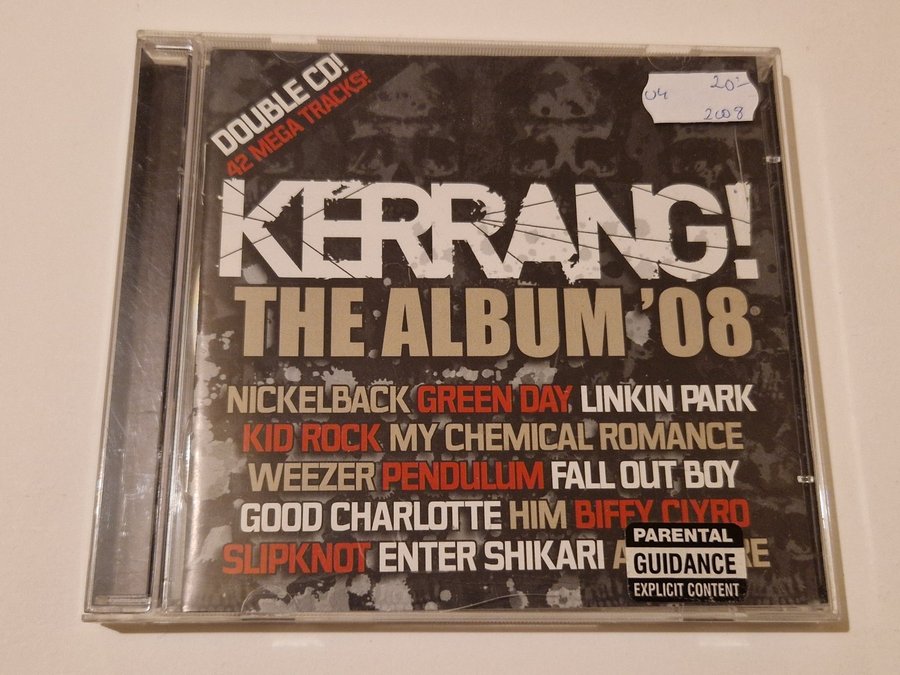 DOUBLE CD!
42 MEGA TRACKS!
04 20:-
2008
KERRANG!
THE ALBUM '08
NICKELBACK GREEN DAY LINKIN PARK
KID ROCK MY CHEMICAL ROMANCE
WEEZER PENDULUM FALL OUT BOY
GOOD CHARLOTTE HIM BIFFY CLYRO
SLIPKNOT ENTER SHIKARI
PARENTAL
GUIDANCE
EXPLICIT CONTENT